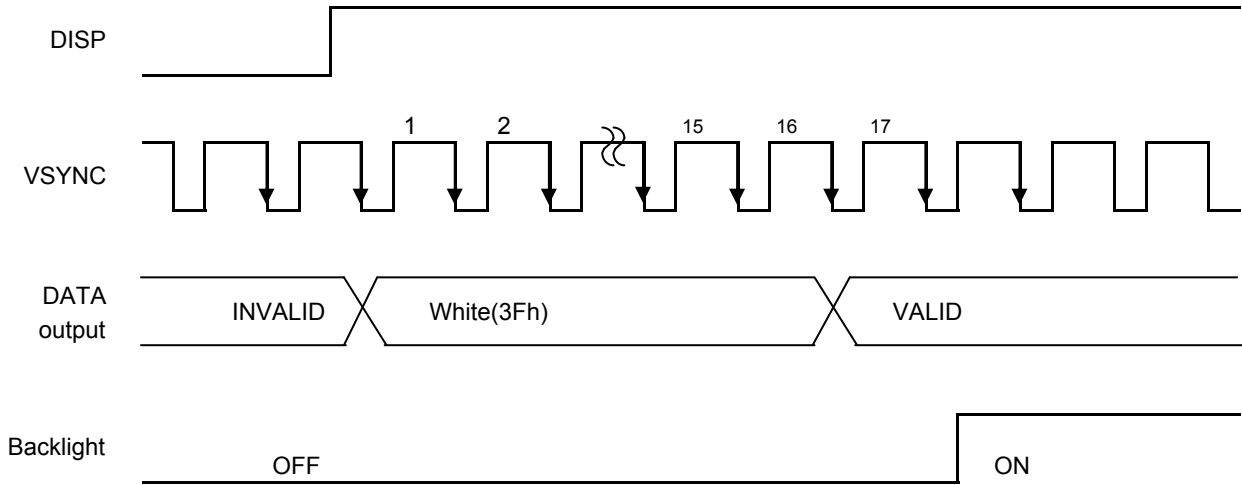 DISP
1 2 15 16 17
VSYNC
DATA
output
INVALID White(3Fh) VALID
Backlight
OFF ON